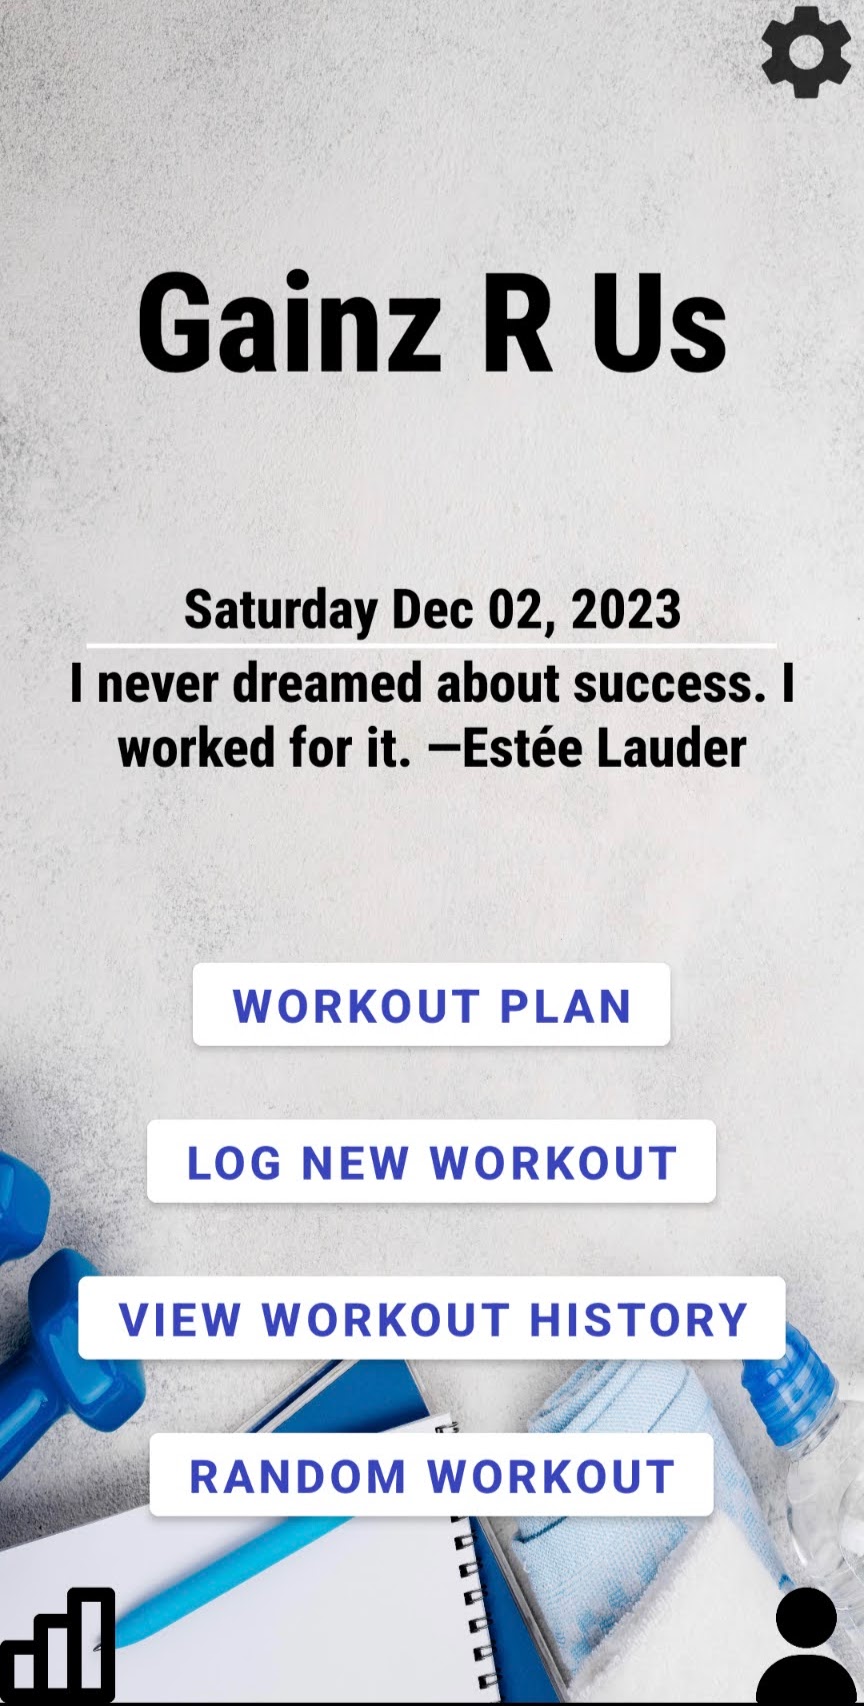 Gainz R Us
Saturday Dec 02, 2023
I never dreamed about success. I
worked for it. —Estée Lauder
WORKOUT PLAN
LOG NEW WORKOUT
VIEW WORKOUT HISTORY
RANDOM WORKOUT